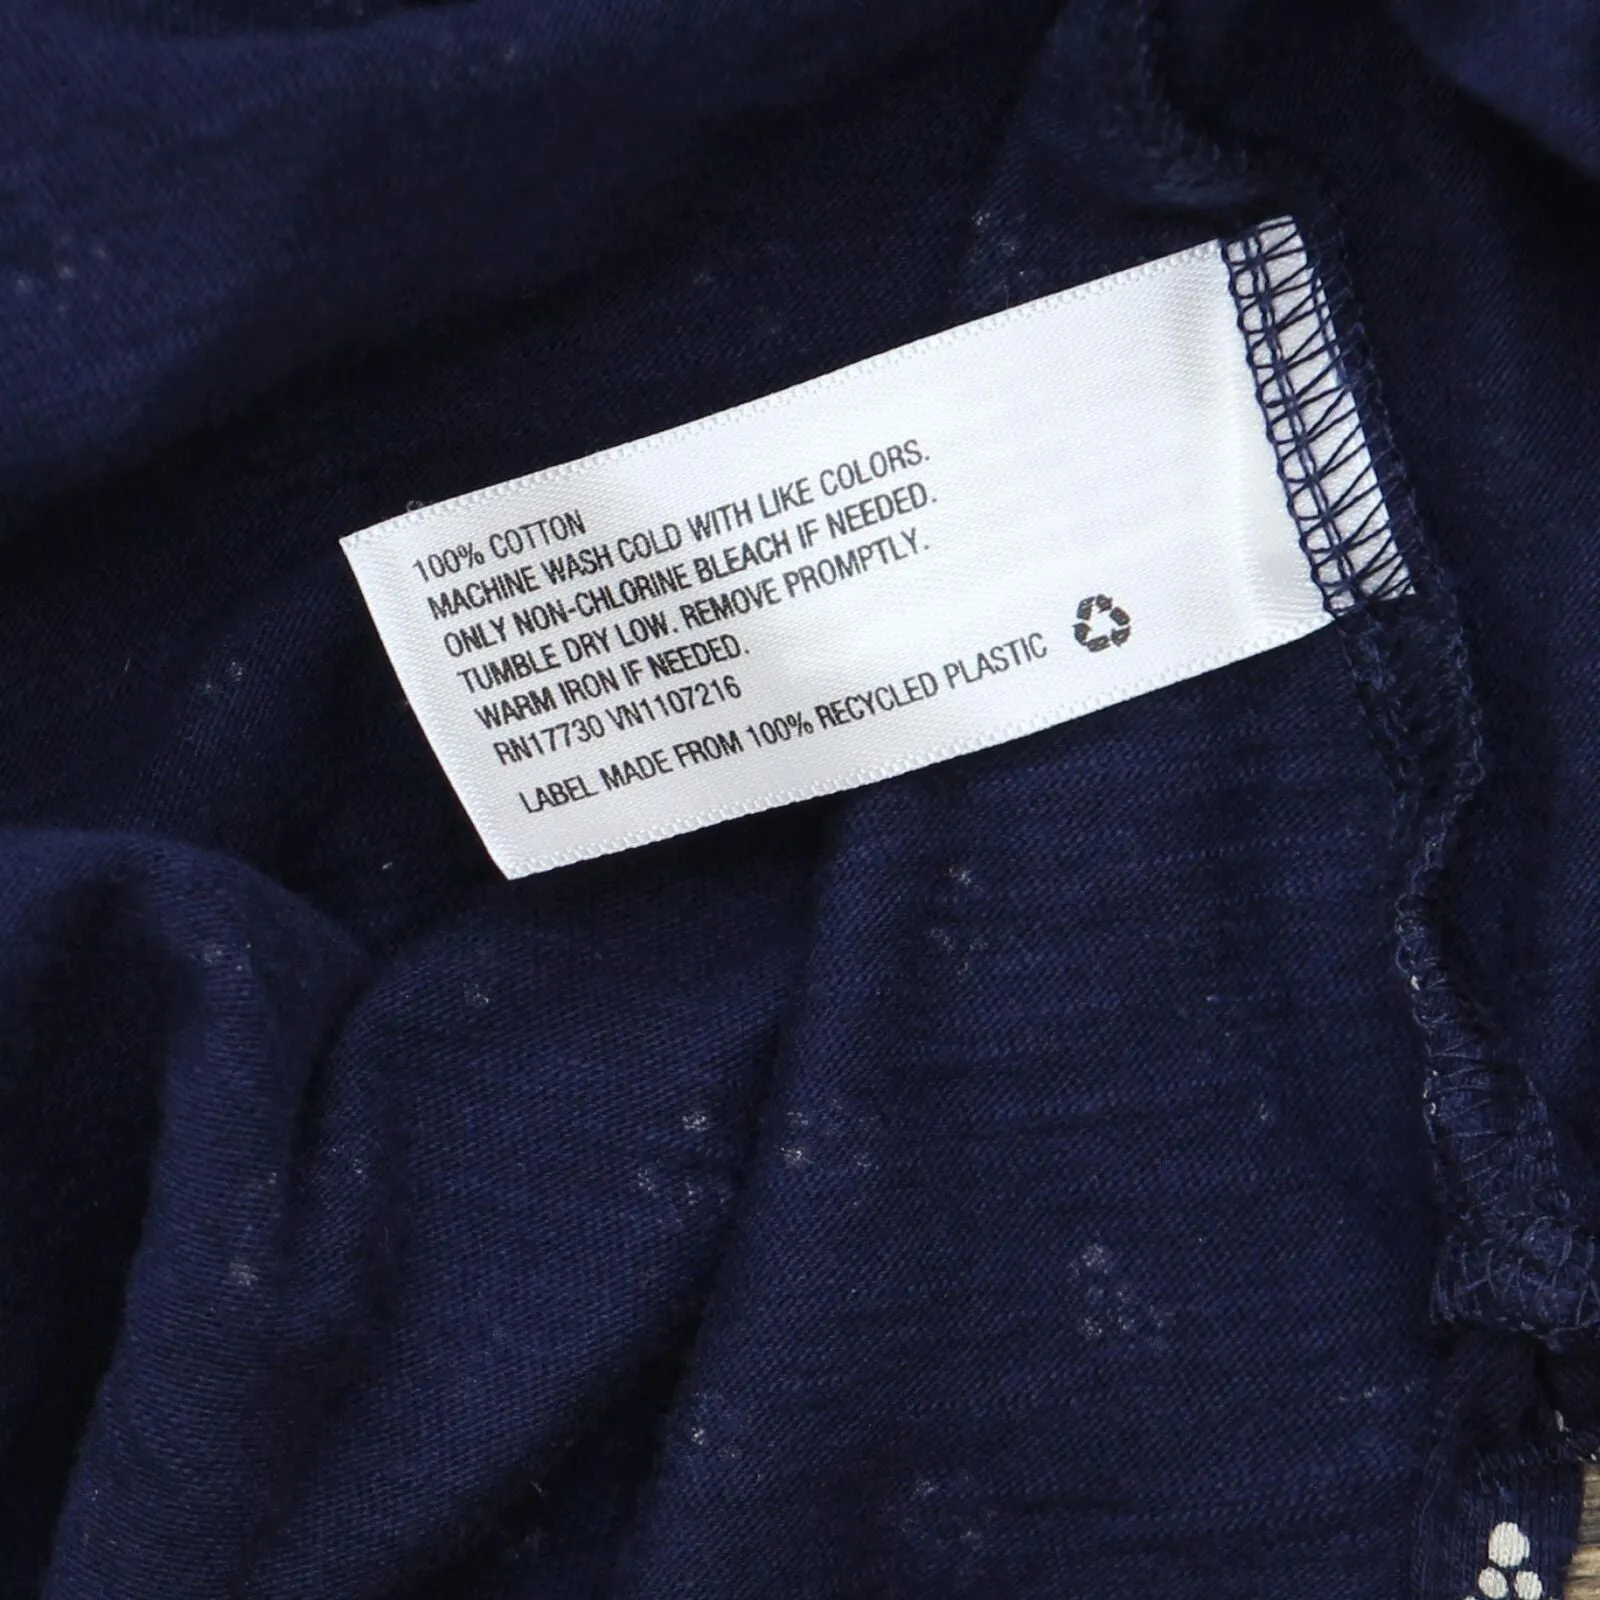 100% COTTON
MACHINE WASH COLD WITH LIKE COLORS.
ONLY NON-CHLORINE BLEACH IF NEEDED.
TUMBLE DRY LOW. REMOVE PROMPTLY.
WARM IRON IF NEEDED.
RN17730 VN1107216
LABEL MADE FROM 100% RECYCLED PLASTIC